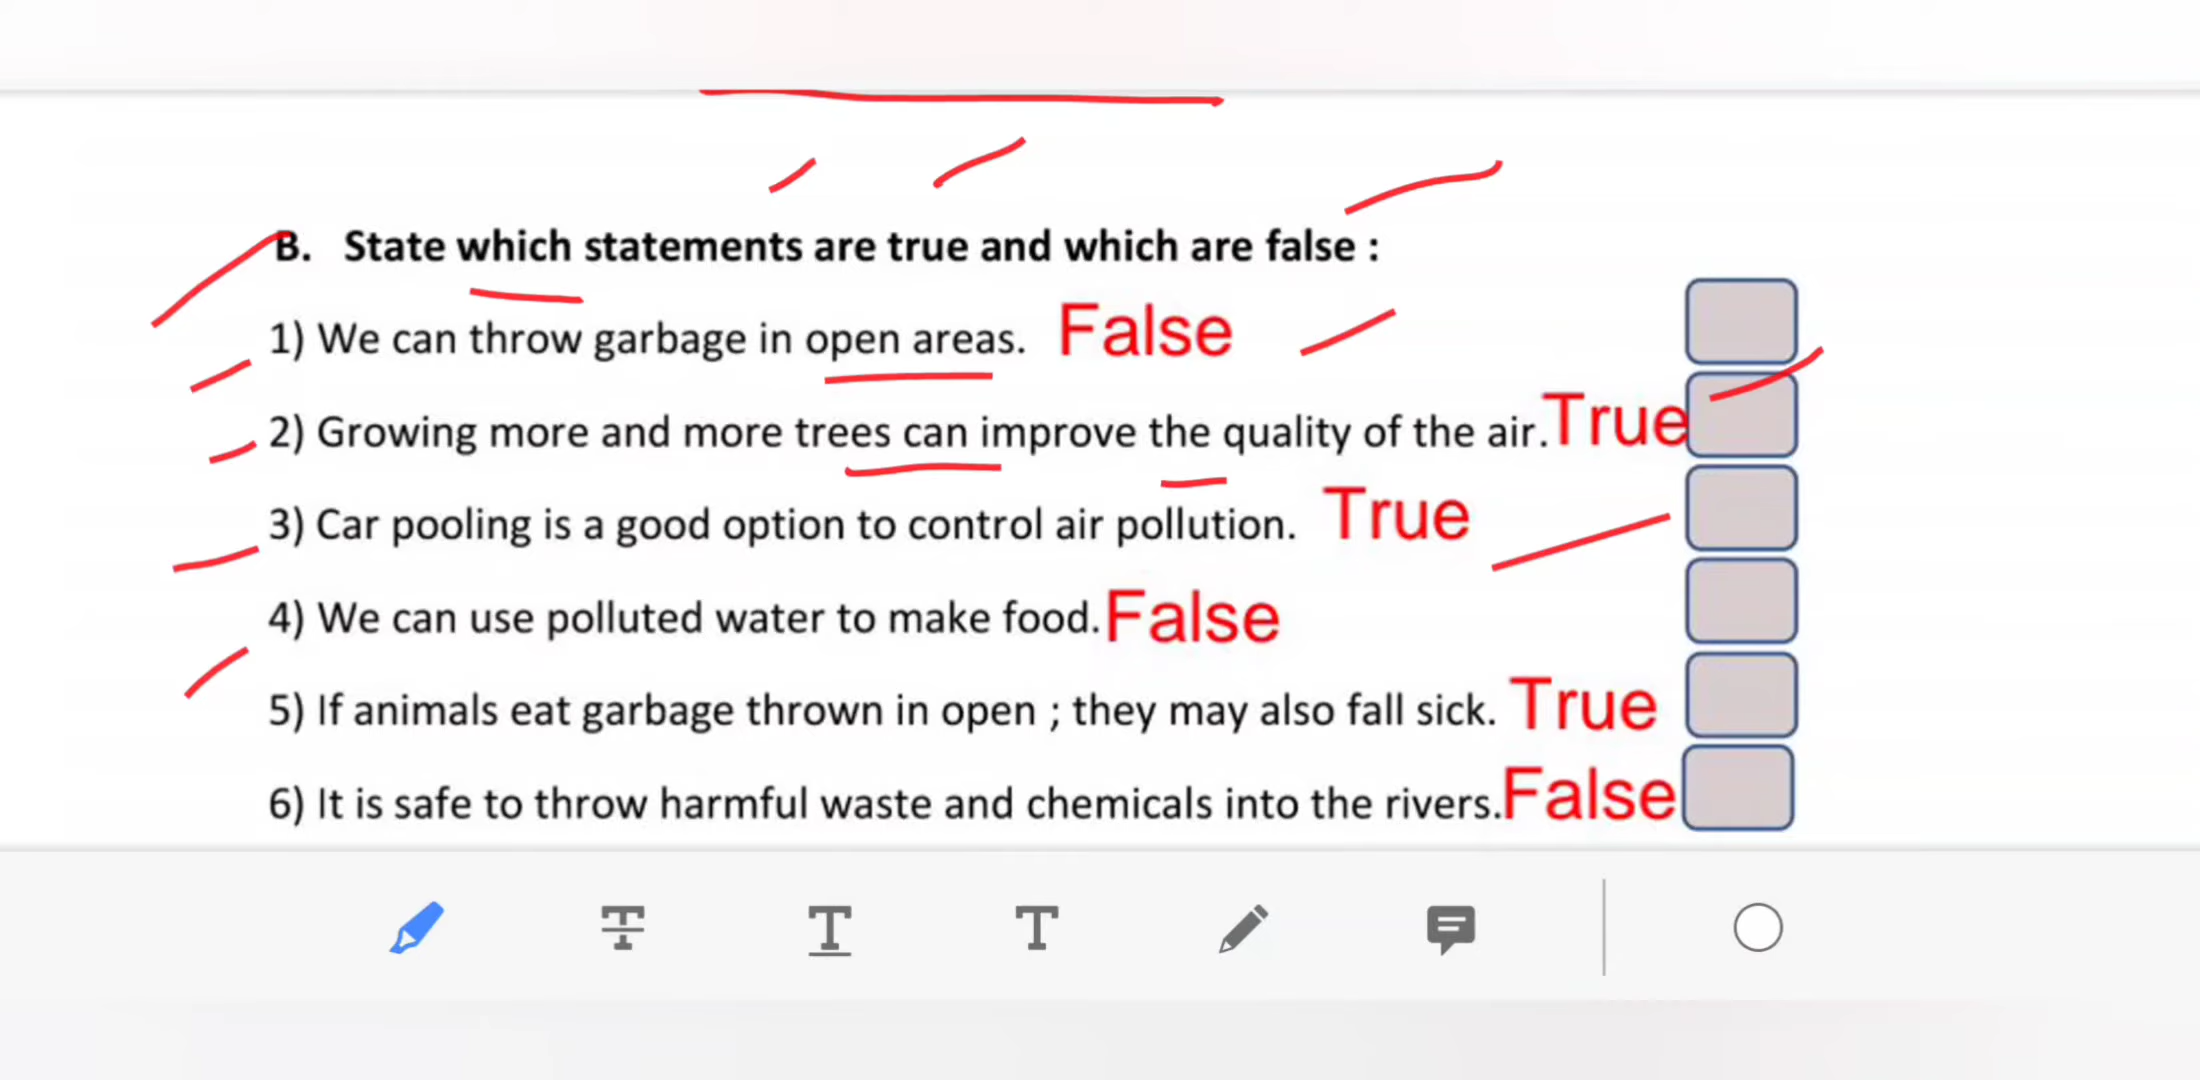 B. State which statements are true and which are false :
1) We can throw garbage in open areas. False
2) Growing more and more trees can improve the quality of the air. True
3) Car pooling is a good option to control air pollution. True
4) We can use polluted water to make food. False
5) If animals eat garbage thrown in open ; they may also fall sick. True
6) It is safe to throw harmful waste and chemicals into the rivers. False